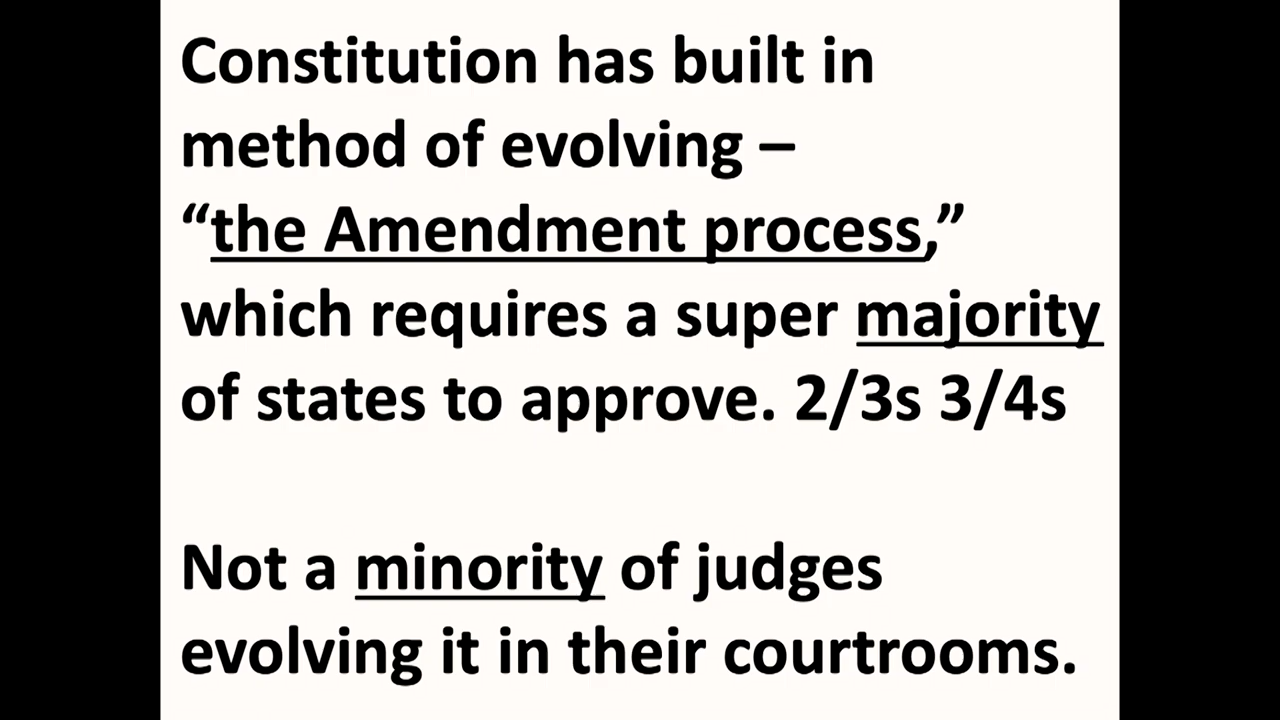 Constitution has built in
method of evolving –
“the Amendment process,”
which requires a super majority
of states to approve. 2/3s 3/4s
Not a minority of judges
evolving it in their courtrooms.